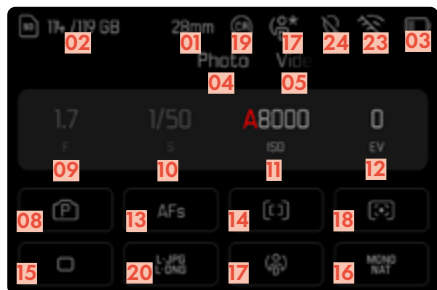 114 /119 GB 28mm
02 01 19 17 24 23 03
Photo Vide
04 05
1.7 1/50 A8000 0
F S ISO EV
09 10 11 12
P AFs
08 13 14 18
L-JPG MONO
L-DNG NAT
15 20 17 16